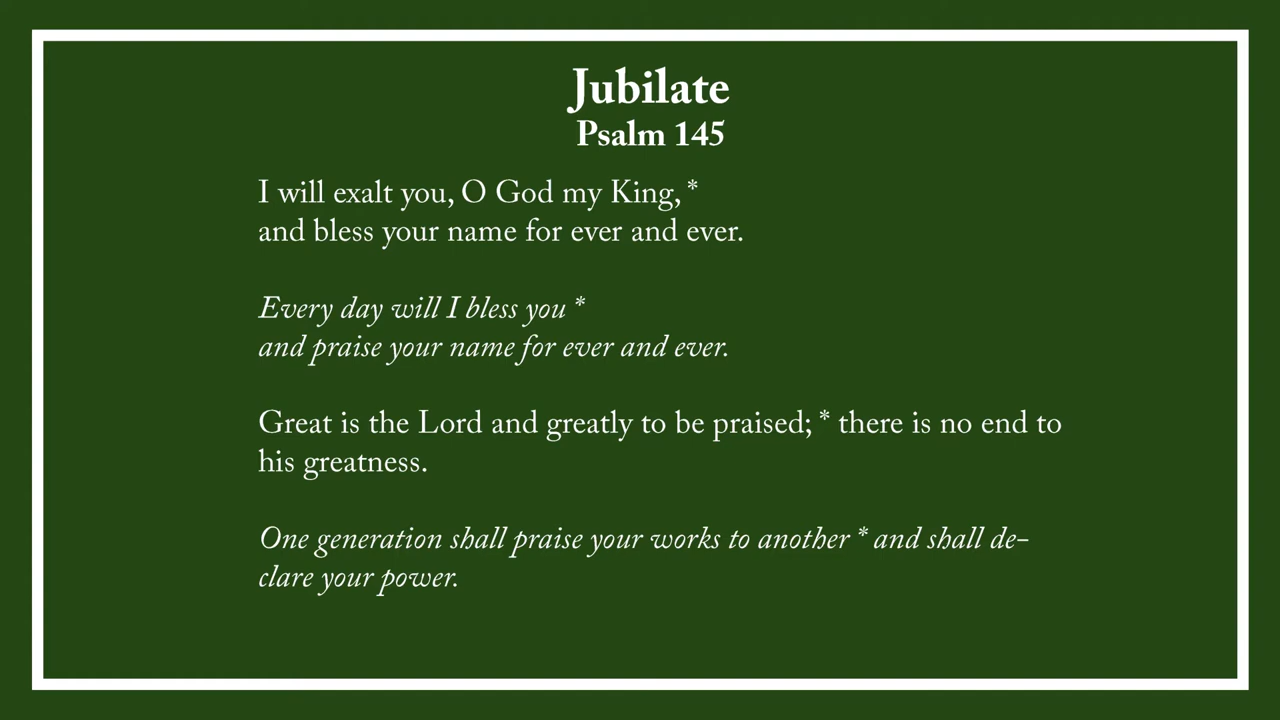 Jubilate
Psalm 145
I will exalt you, O God my King, *
and bless your name for ever and ever.
Every day will I bless you *
and praise your name for ever and ever.
Great is the Lord and greatly to be praised; * there is no end to
his greatness.
One generation shall praise your works to another * and shall de-
clare your power.